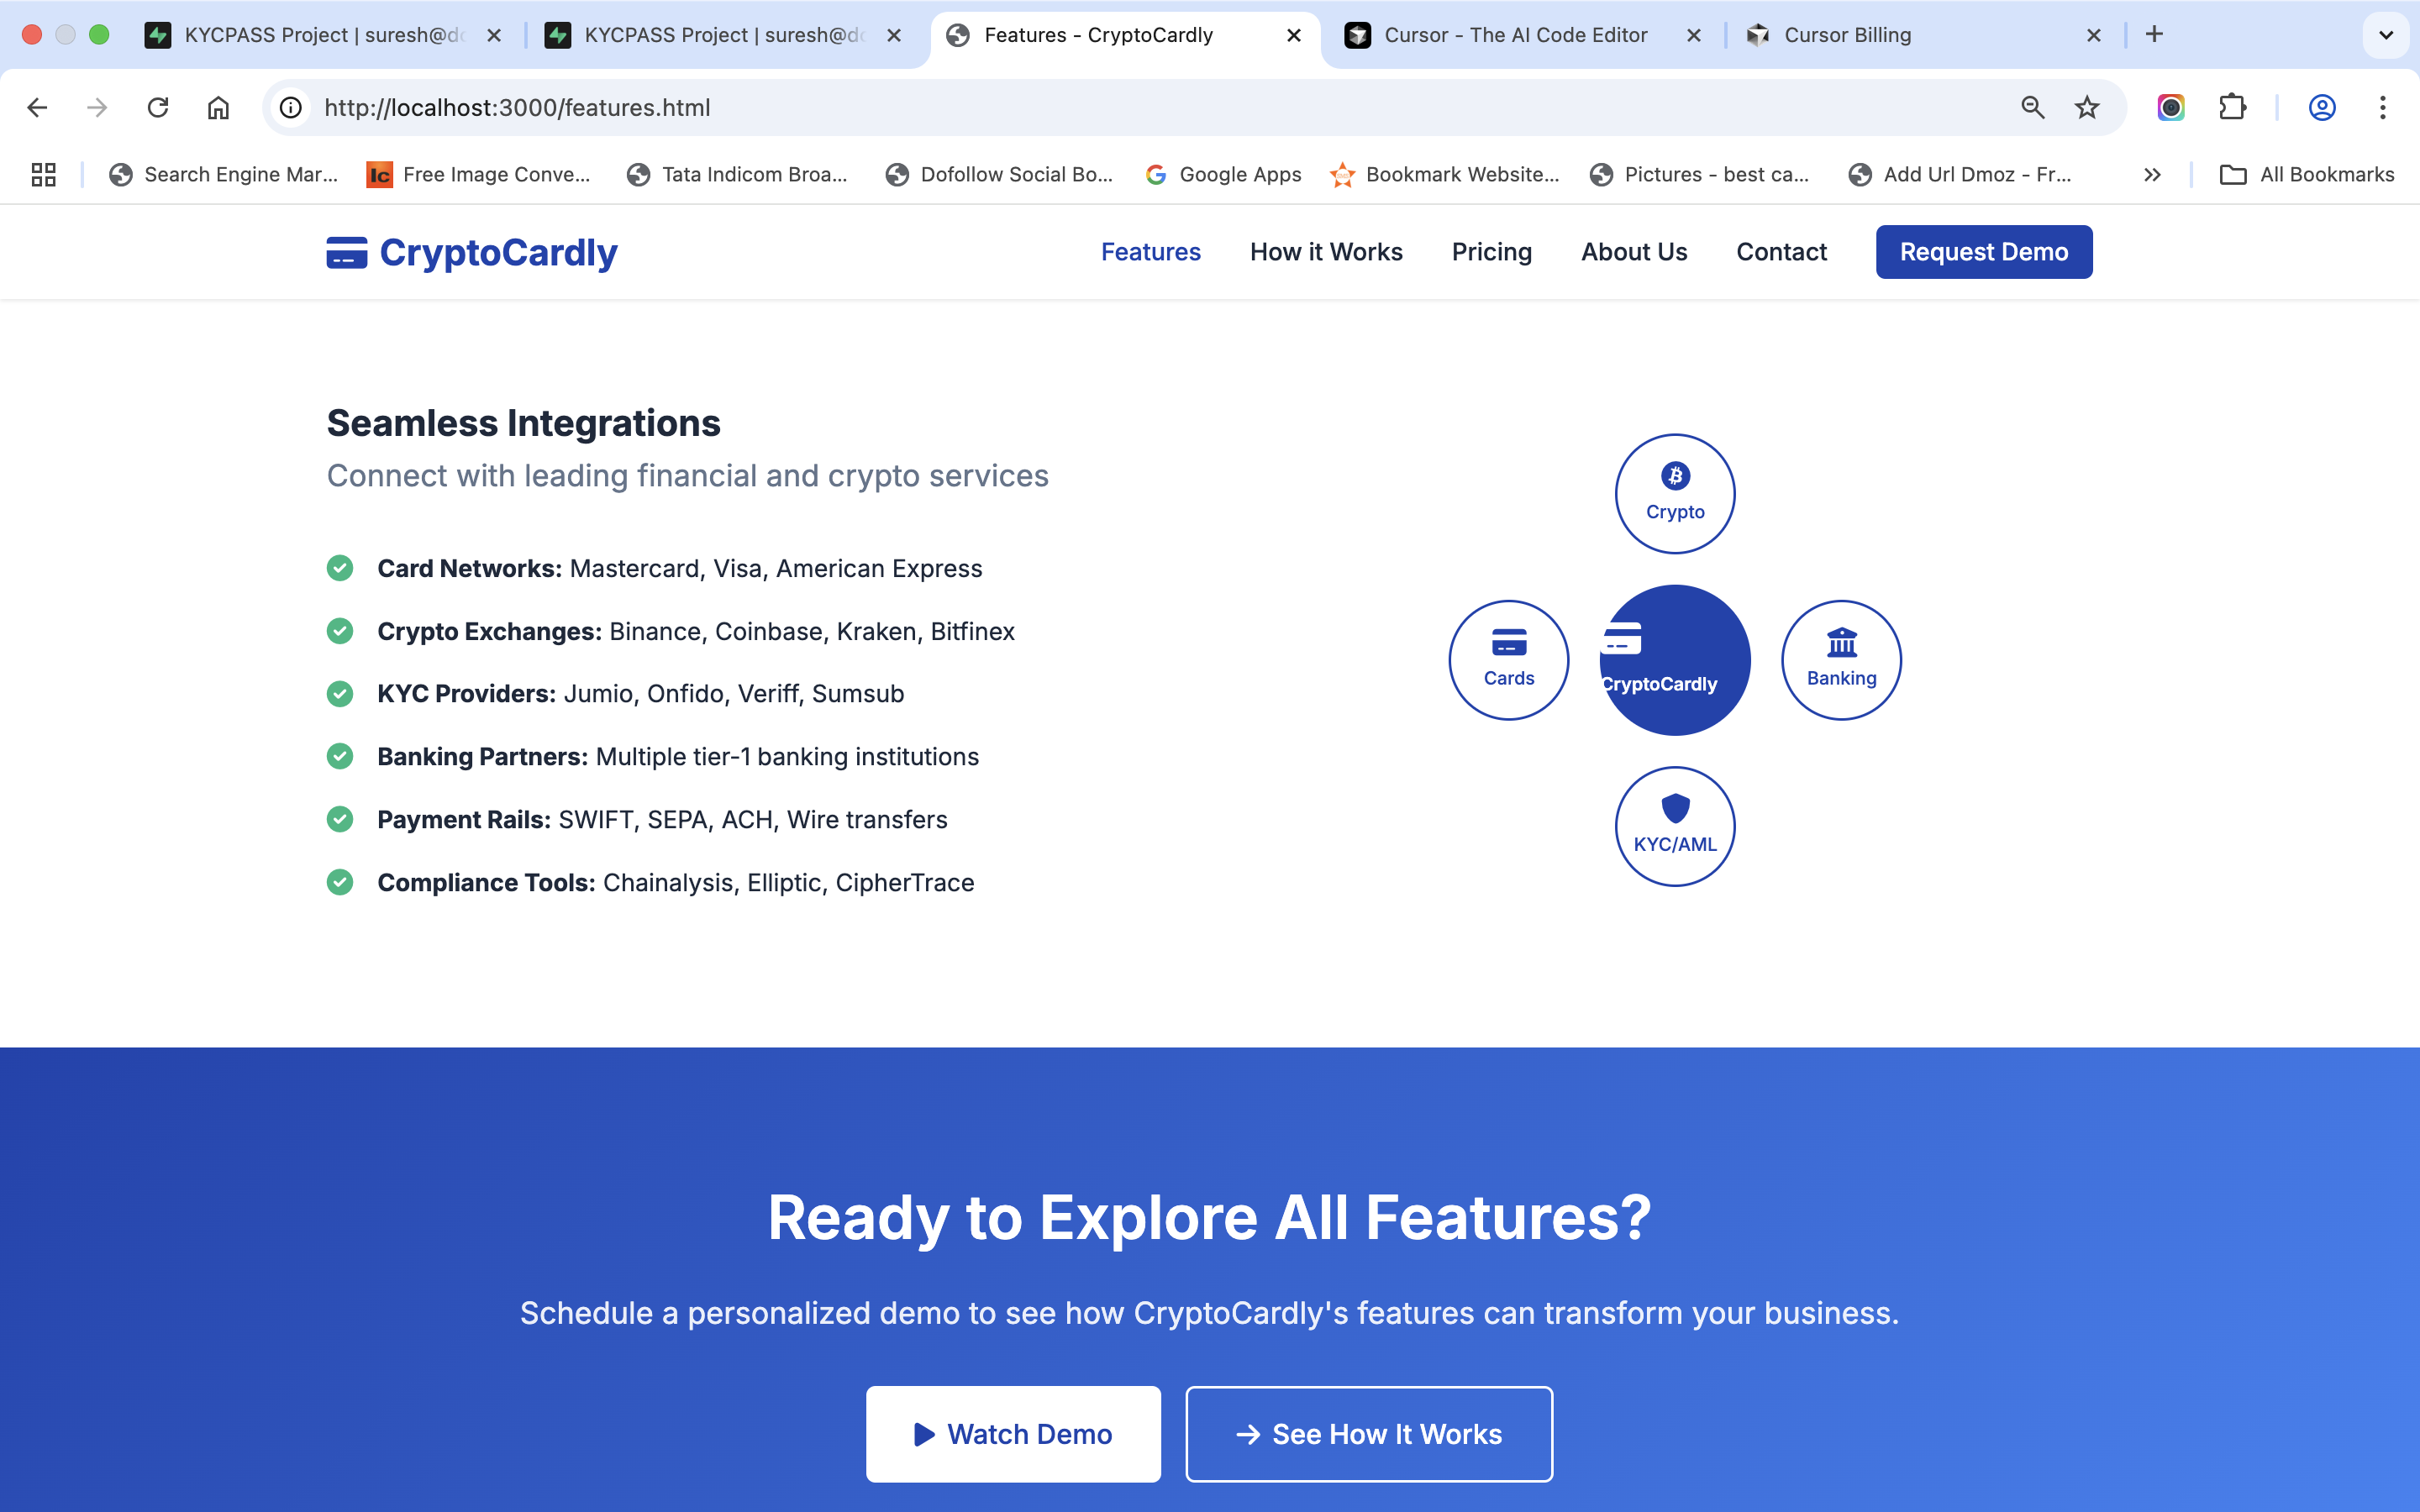 KYCPASS Project | suresh@dc
KYCPASS Project | suresh@dc
Features - CryptoCardly
Cursor - The AI Code Editor
Cursor Billing
http://localhost:3000/features.html
Search Engine Mar...
Ic
Free Image Conve...
Tata Indicom Broa...
Dofollow Social Bo...
Google Apps
Bookmark Website...
Pictures - best ca...
Add Url Dmoz - Fr...
All Bookmarks
CryptoCardly
Features
How it Works
Pricing
About Us
Contact
Request Demo
Seamless Integrations
Connect with leading financial and crypto services
Card Networks: Mastercard, Visa, American Express
Crypto Exchanges: Binance, Coinbase, Kraken, Bitfinex
KYC Providers: Jumio, Onfido, Veriff, Sumsub
Banking Partners: Multiple tier-1 banking institutions
Payment Rails: SWIFT, SEPA, ACH, Wire transfers
Compliance Tools: Chainalysis, Elliptic, CipherTrace
Crypto
Cards
CryptoCardly
Banking
KYC/AML
Ready to Explore All Features?
Schedule a personalized demo to see how CryptoCardly's features can transform your business.
Watch Demo
See How It Works